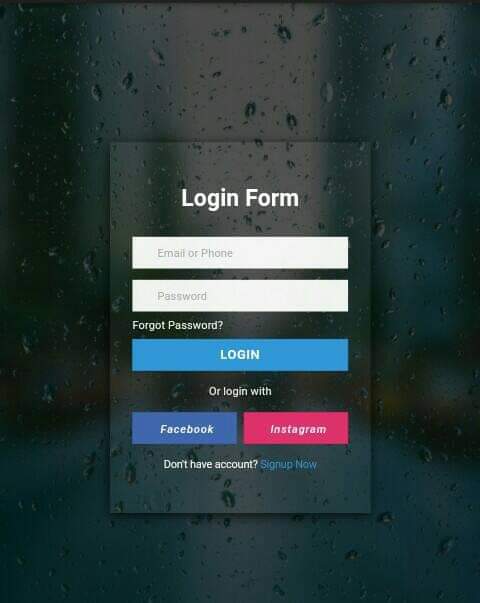 Login Form
Email or Phone
Password
Forgot Password?
LOGIN
Or login with
Facebook Instagram
Don't have account? Signup Now